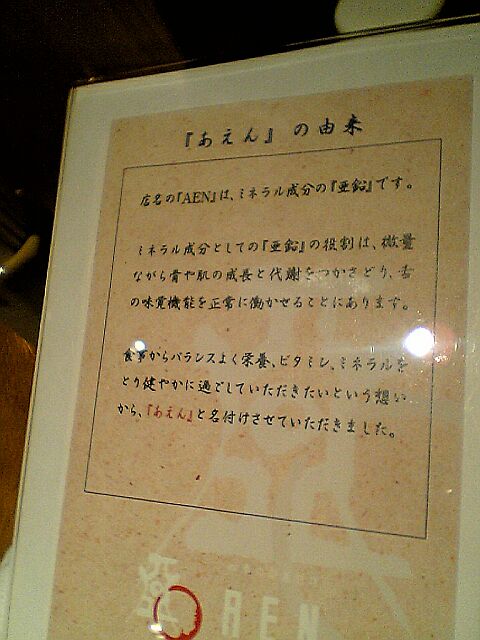 『あえん』の由来
店名の『AEN』は、ミネラル成分の『亜鉛』です。
ミネラル成分としての『亜鉛』の役割は、微量
ながら骨や肌の成長と代謝をつかさどり、舌
の味覚機能を正常に働かせることにあります。
食事からバランスよく栄養、ビタミン、ミネラルを
とり健やかに過ごしていただきたいという想い
から、『あえん』と名付けさせていただきました。
AEN